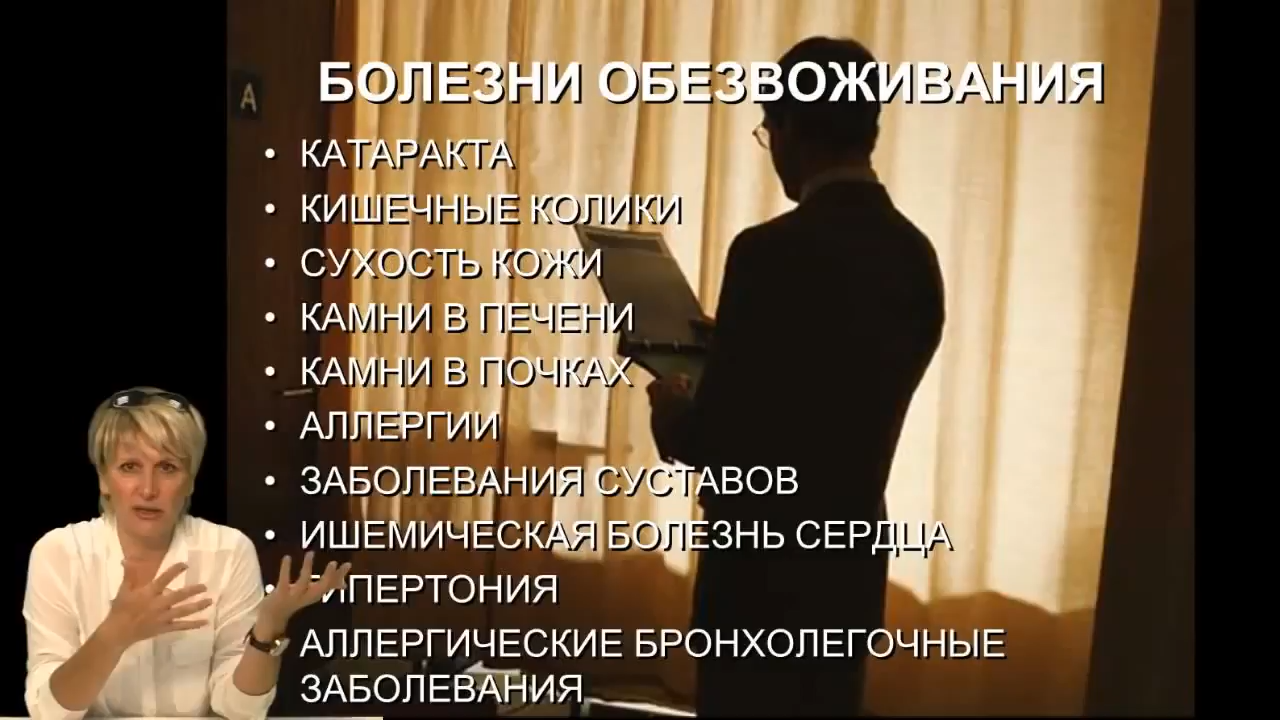 БОЛЕЗНИ ОБЕЗВОЖИВАНИЯ
A
• КАТАРАКТА
• КИШЕЧНЫЕ КОЛИКИ
• СУХОСТЬ КОЖИ
• КАМНИ В ПЕЧЕНИ
• КАМНИ В ПОЧКАХ
• АЛЛЕРГИИ
• ЗАБОЛЕВАНИЯ СУСТАВОВ
• ИШЕМИЧЕСКАЯ БОЛЕЗНЬ СЕРДЦА
• ГИПЕРТОНИЯ
АЛЛЕРГИЧЕСКИЕ БРОНХОЛЕГОЧНЫЕ
ЗАБОЛЕВАНИЯ